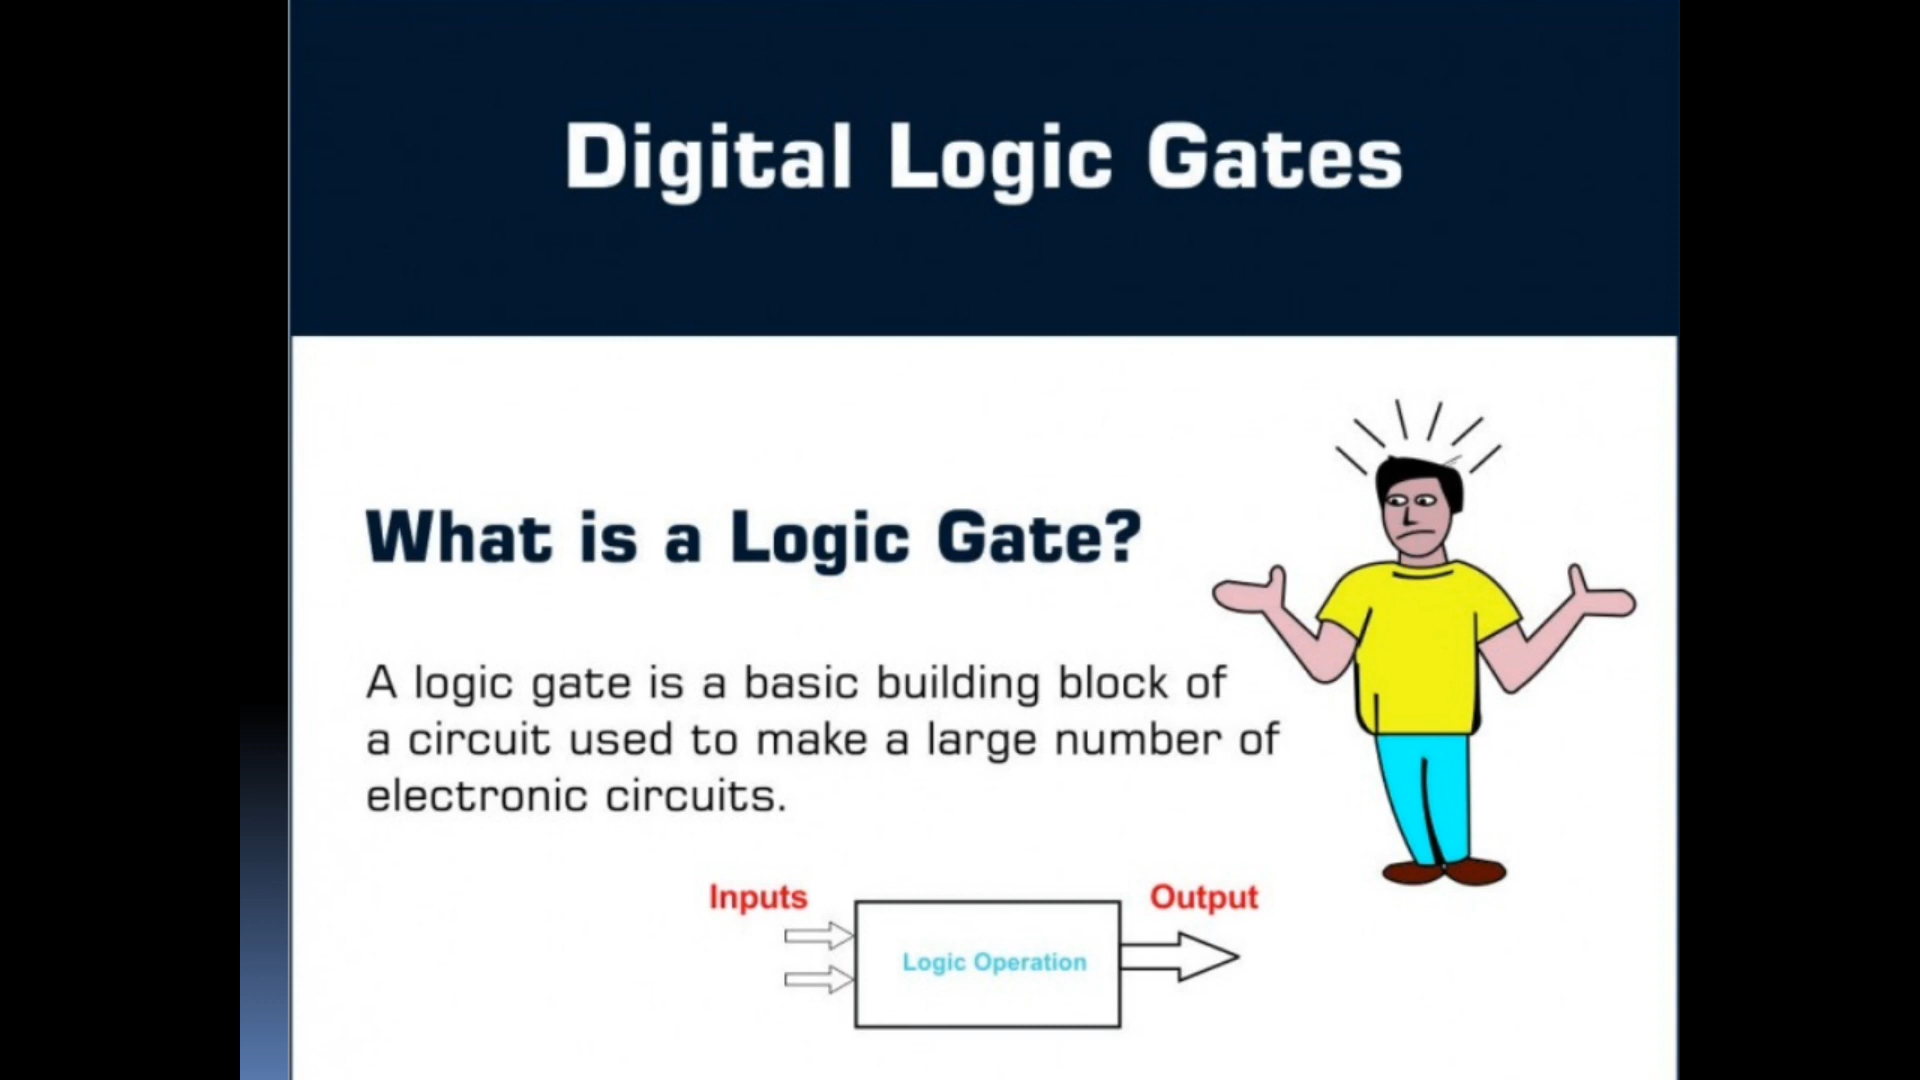 Digital Logic Gates
What is a Logic Gate?
A logic gate is a basic building block of
a circuit used to make a large number of
electronic circuits.
Inputs
Output
Logic Operation